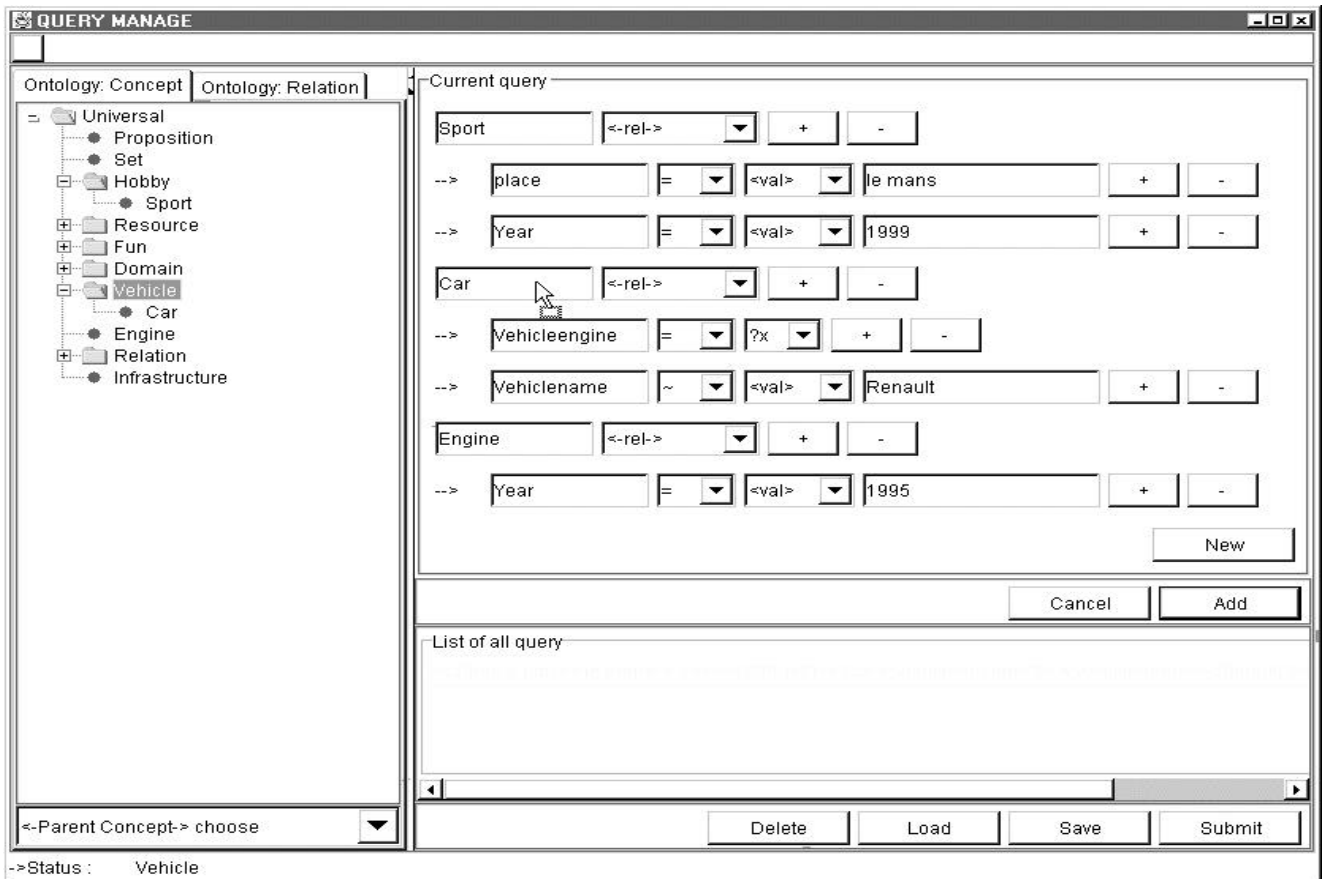 QUERY MANAGE
Ontology: Concept
Ontology: Relation
Universal
Proposition
Set
Hobby
Sport
Resource
Fun
Domain
Vehicle
Car
Engine
Relation
Infrastructure
<-Parent Concept-> choose
Current query
Sport <-rel-> + -
--> place = <val> le mans + -
--> Year = <val> 1999 + -
Car <-rel-> + -
--> Vehicleengine = ?x + -
--> Vehiclename ~ <val> Renault + -
Engine <-rel-> + -
--> Year = <val> 1995 + -
New
Cancel Add
List of all query
Delete Load Save Submit
->Status : Vehicle